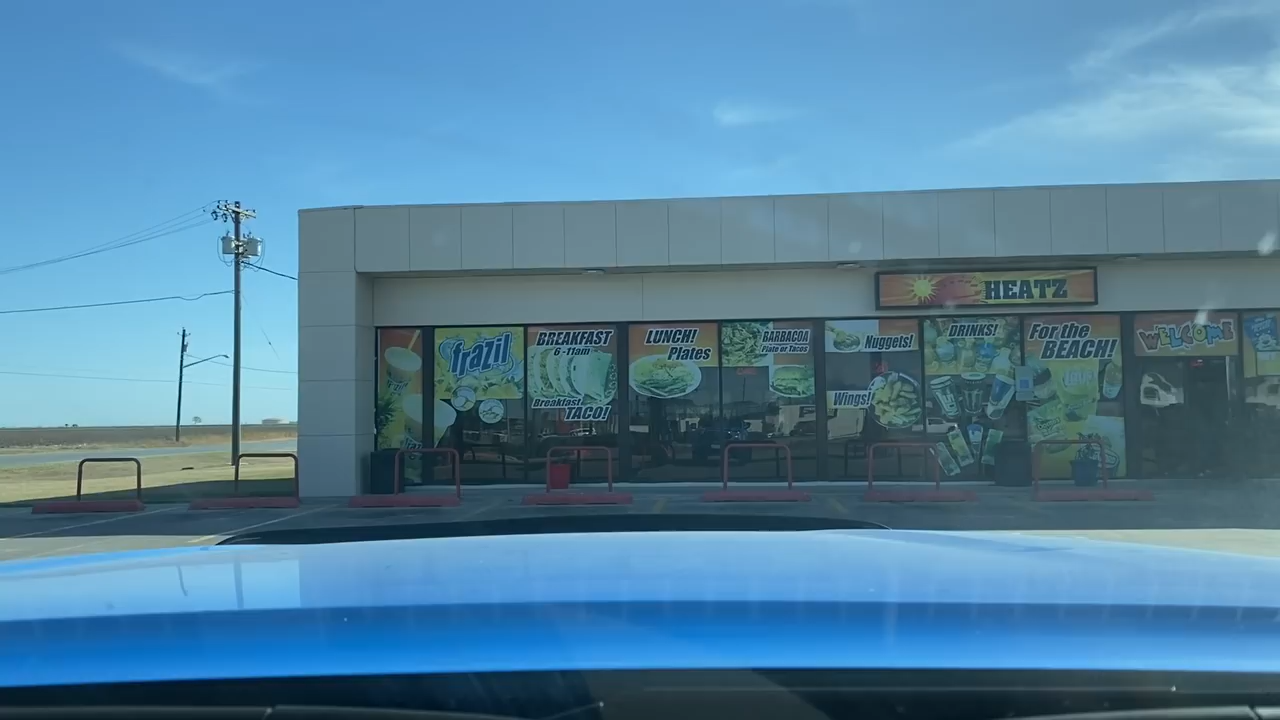 HEATZ
frazil
BREAKFAST
6 -11am
Breakfast
TACO!
LUNCH!
Plates
BARBACOA
Plate or Tacos
Nuggets!
Wings!
DRINKS!
For the
BEACH!
WELCOME